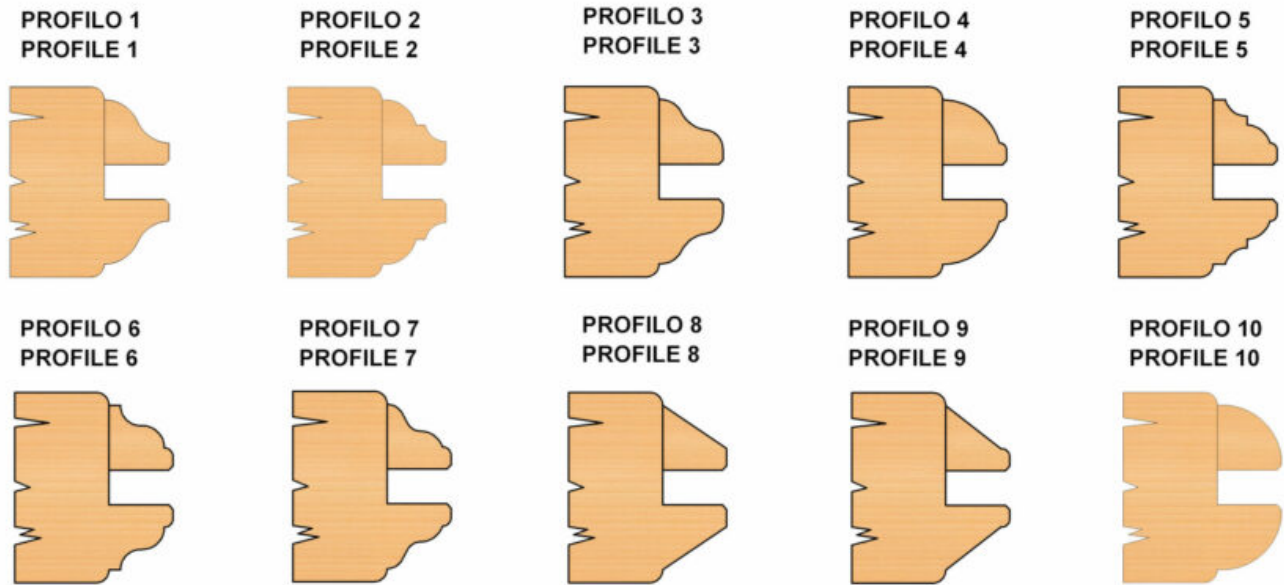 PROFILO 1
PROFILE 1
PROFILO 2
PROFILE 2
PROFILO 3
PROFILE 3
PROFILO 4
PROFILE 4
PROFILO 5
PROFILE 5
PROFILO 6
PROFILE 6
PROFILO 7
PROFILE 7
PROFILO 8
PROFILE 8
PROFILO 9
PROFILE 9
PROFILO 10
PROFILE 10